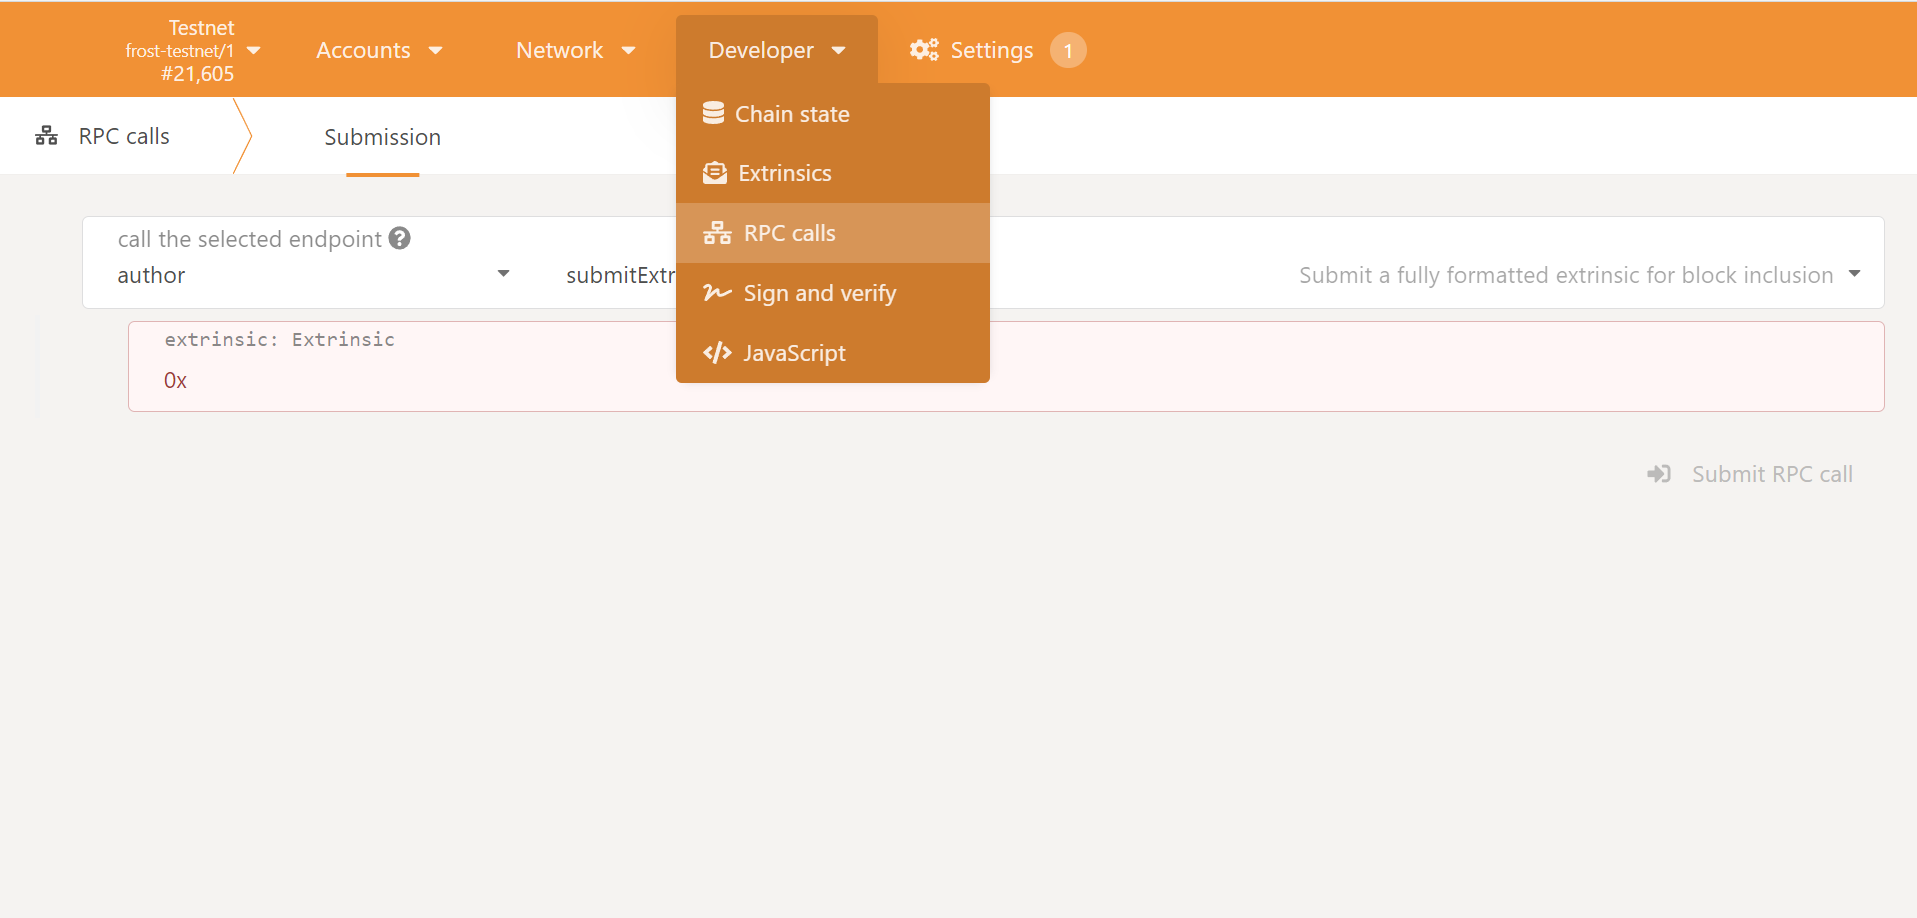 Testnet
frost-testnet/1
#21,605
Accounts
Network
Developer
Settings
1
Chain state
Extrinsics
RPC calls
Sign and verify
JavaScript
RPC calls
Submission
call the selected endpoint ?
author
submitExtr
Submit a fully formatted extrinsic for block inclusion
extrinsic: Extrinsic
0x
Submit RPC call